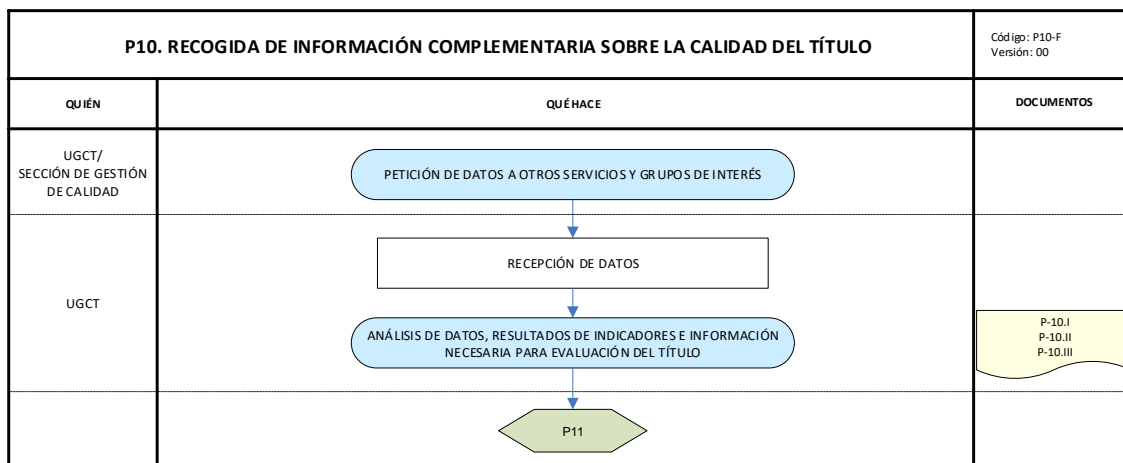 P10. RECOGIDA DE INFORMACIÓN COMPLEMENTARIA SOBRE LA CALIDAD DEL TÍTULO
Código: P10-F
Versión: 00
QUIÉN
QUÉ HACE
DOCUMENTOS
UGCT/
SECCIÓN DE GESTIÓN
DE CALIDAD
PETICIÓN DE DATOS A OTROS SERVICIOS Y GRUPOS DE INTERÉS
RECEPCIÓN DE DATOS
UGCT
ANÁLISIS DE DATOS, RESULTADOS DE INDICADORES E INFORMACIÓN
NECESARIA PARA EVALUACIÓN DEL TÍTULO
P-10.I
P-10.II
P-10.III
P11